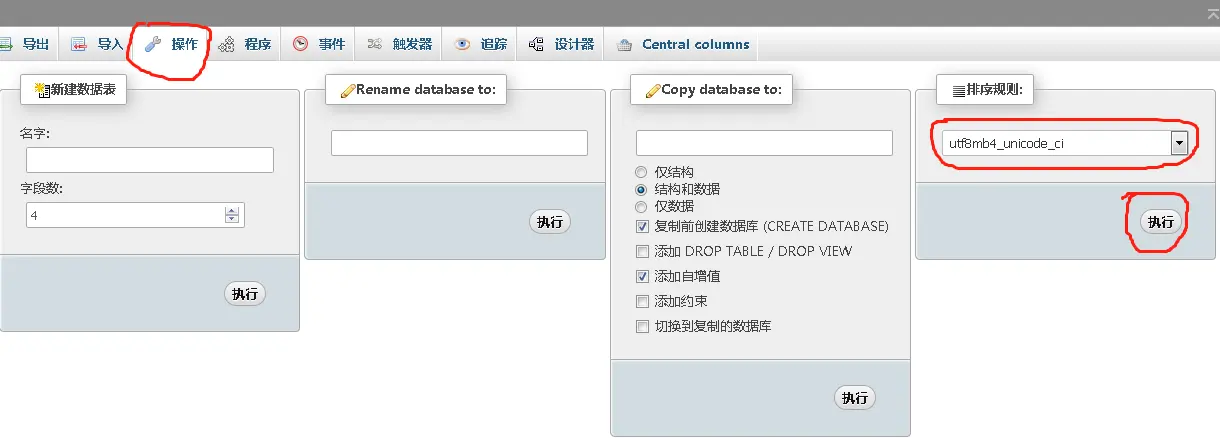 导出 导入 操作 程序 事件 触发器 追踪 设计器 Central columns
新建数据表
名字:
字段数:
4
执行
Rename database to:
执行
Copy database to:
仅结构
结构和数据
仅数据
复制前创建数据库 (CREATE DATABASE)
添加 DROP TABLE / DROP VIEW
添加自增值
添加约束
切换到复制的数据库
执行
排序规则:
utf8mb4_unicode_ci
执行